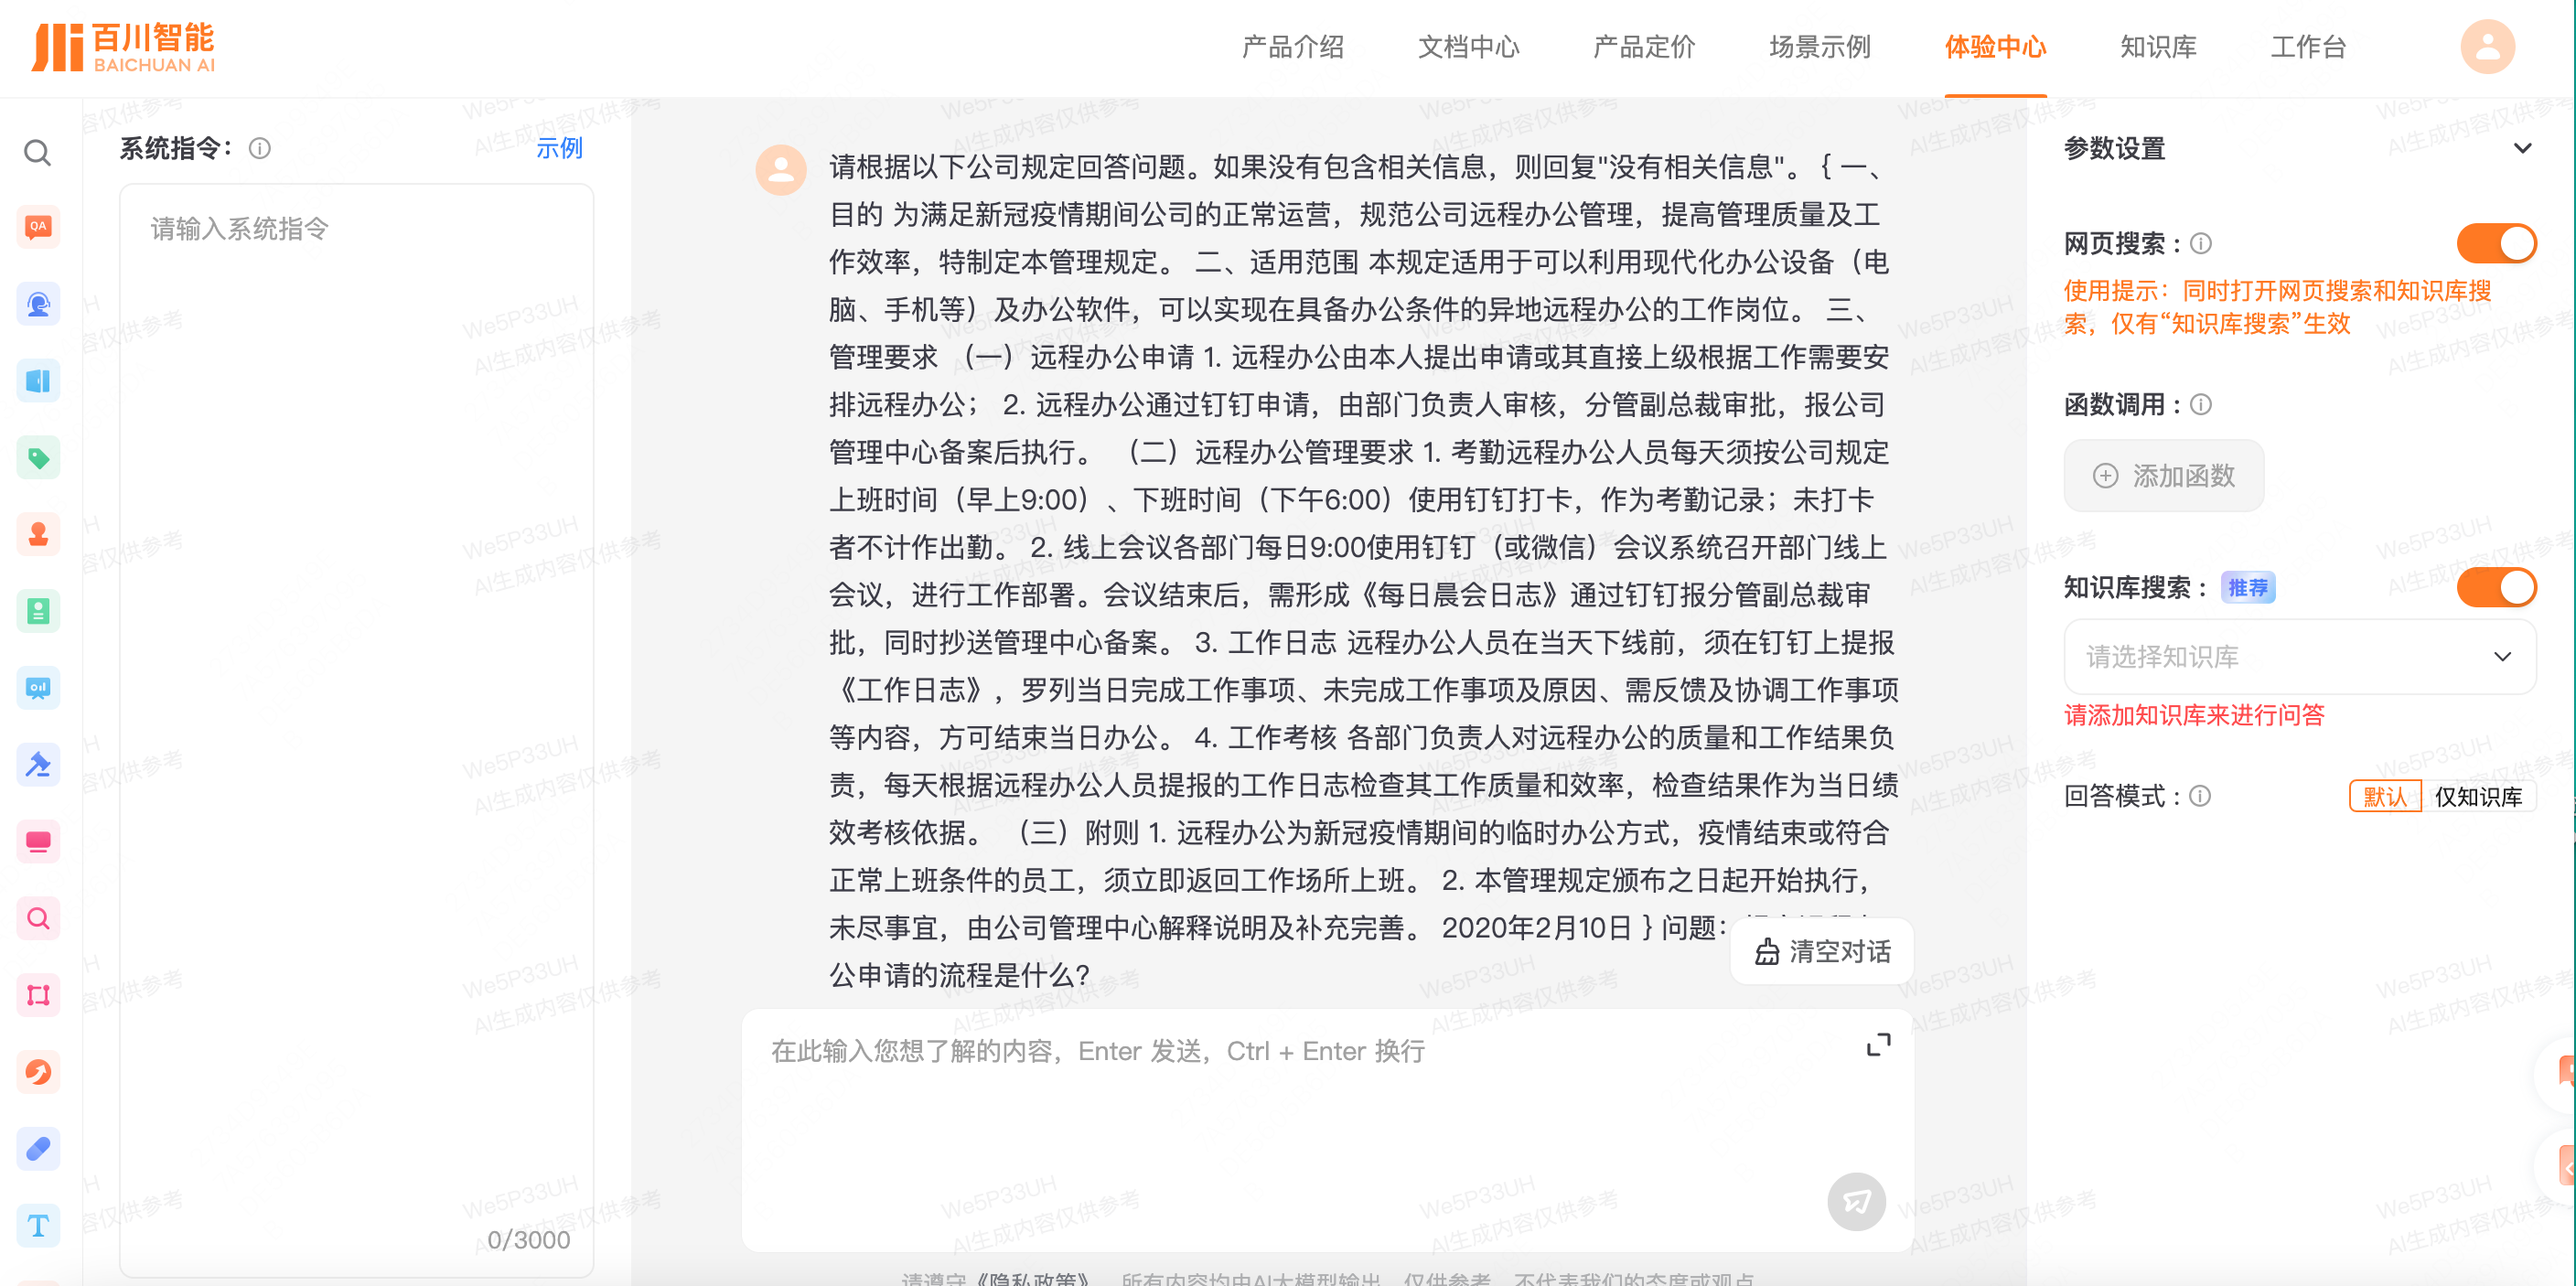 百川智能
BAICHUAN AI
产品介绍
文档中心
产品定价
场景示例
体验中心
知识库
工作台
系统指令：
示例
请输入系统指令
0/3000
请根据以下公司规定回答问题。如果没有包含相关信息，则回复"没有相关信息"。 { 一、
目的 为满足新冠疫情期间公司的正常运营，规范公司远程办公管理，提高管理质量及工
作效率，特制定本管理规定。 二、适用范围 本规定适用于可以利用现代化办公设备（电
脑、手机等）及办公软件，可以实现在具备办公条件的异地远程办公的工作岗位。 三、
管理要求 （一）远程办公申请 1. 远程办公由本人提出申请或其直接上级根据工作需要安
排远程办公； 2. 远程办公通过钉钉申请，由部门负责人审核，分管副总裁审批，报公司
管理中心备案后执行。 （二）远程办公管理要求 1. 考勤远程办公人员每天须按公司规定
上班时间（早上9:00）、下班时间（下午6:00）使用钉钉打卡，作为考勤记录；未打卡
者不计作出勤。 2. 线上会议各部门每日9:00使用钉钉（或微信）会议系统召开部门线上
会议，进行工作部署。会议结束后，需形成《每日晨会日志》通过钉钉报分管副总裁审
批，同时抄送管理中心备案。 3. 工作日志 远程办公人员在当天下线前，须在钉钉上提报
《工作日志》，罗列当日完成工作事项、未完成工作事项及原因、需反馈及协调工作事项
等内容，方可结束当日办公。 4. 工作考核 各部门负责人对远程办公的质量和工作结果负
责，每天根据远程办公人员提报的工作日志检查其工作质量和效率，检查结果作为当日绩
效考核依据。 （三）附则 1. 远程办公为新冠疫情期间的临时办公方式，疫情结束或符合
正常上班条件的员工，须立即返回工作场所上班。 2. 本管理规定颁布之日起开始执行，
未尽事宜，由公司管理中心解释说明及补充完善。 2020年2月10日 } 问题：
公申请的流程是什么?
清空对话
在此输入您想了解的内容，Enter 发送，Ctrl + Enter 换行
请遵守《隐私政策》，所有内容均由AI大模型输出，仅供参考，不代表我们的态度或观点
参数设置
网页搜索：
使用提示：同时打开网页搜索和知识库搜
索，仅有“知识库搜索”生效
函数调用：
添加函数
知识库搜索： 推荐
请选择知识库
请添加知识库来进行问答
回答模式：
默认 仅知识库
We5P33UH
AI生成内容仅供参考